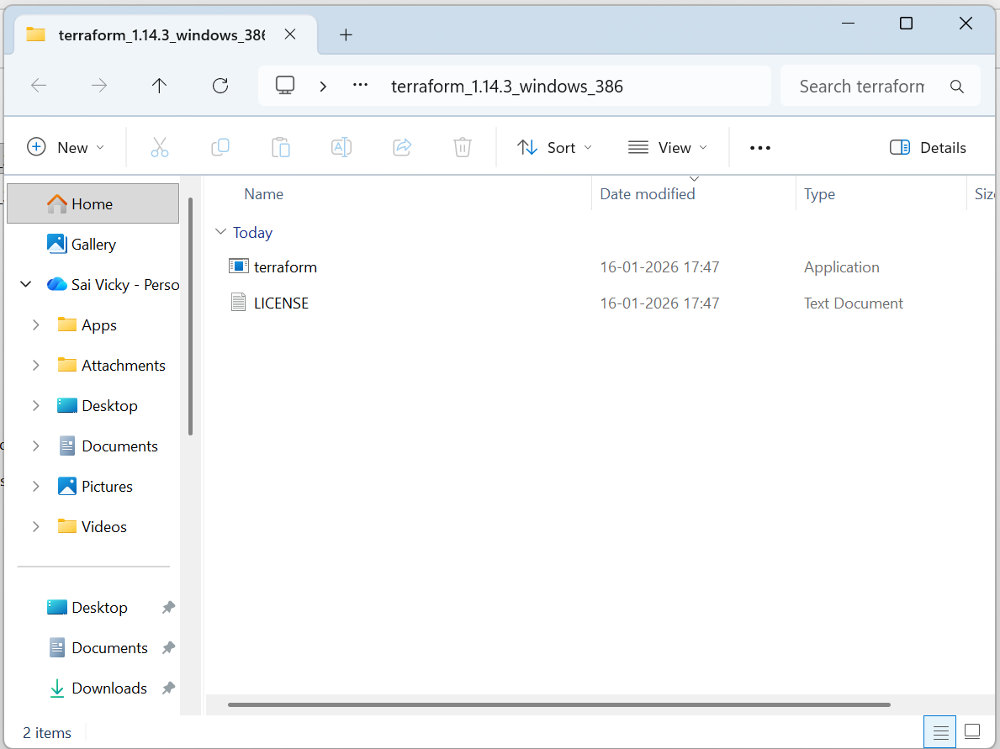 terraform_1.14.3_windows_386
terraform_1.14.3_windows_386
Search terraform
New
Sort
View
Details
Name
Date modified
Type
Size
Home
Gallery
Sai Vicky - Perso
Apps
Attachments
Desktop
Documents
Pictures
Videos
Desktop
Documents
Downloads
Today
terraform 16-01-2026 17:47 Application
LICENSE 16-01-2026 17:47 Text Document
2 items